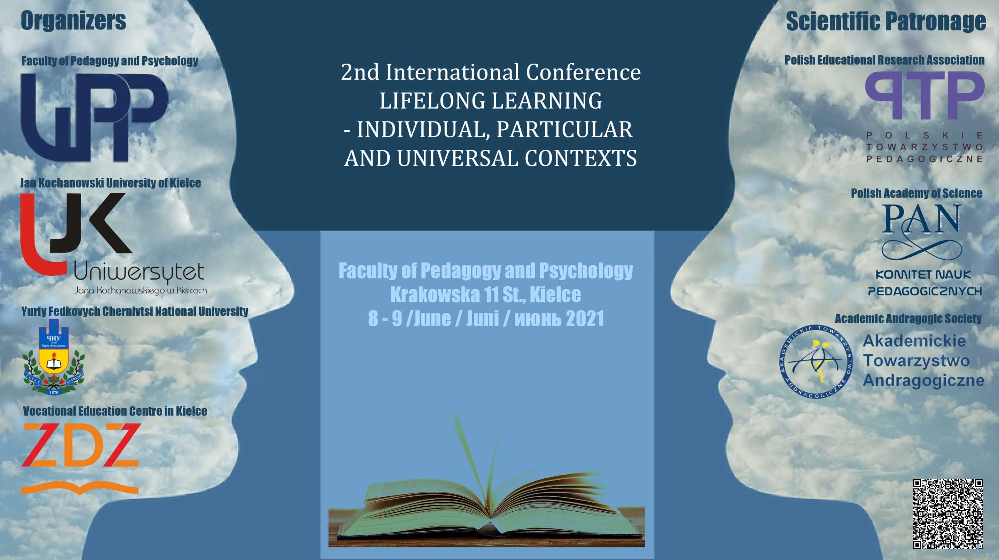 Organizers
Faculty of Pedagogy and Psychology
WPP
Jan Kochanowski University of Kielce
UJK
Uniwersytet
Jana Kochanowskiego w Kielcach
Yuriy Fedkovych Chernivtsi National University
ЧНУ
Імені
Юрія Федьковича
VIVAT ACADEMIA
1875
Vocational Education Centre in Kielce
ZDZ
2nd International Conference
LIFELONG LEARNING
- INDIVIDUAL, PARTICULAR
AND UNIVERSAL CONTEXTS
Faculty of Pedagogy and Psychology
Krakowska 11 St., Kielce
8 - 9 /June / Juni / июнь 2021
Scientific Patronage
Polish Educational Research Association
PTP
POLSKIE
TOWARZYSTWO
PEDAGOGICZNE
Polish Academy of Science
PAN
KOMITET NAUK
PEDAGOGICZNYCH
Academic Andragogic Society
AKADEMICKIE TOWARZYSTWO ANDRAGOGICZNE
Akademickie
Towarzystwo
Andragogiczne
KK